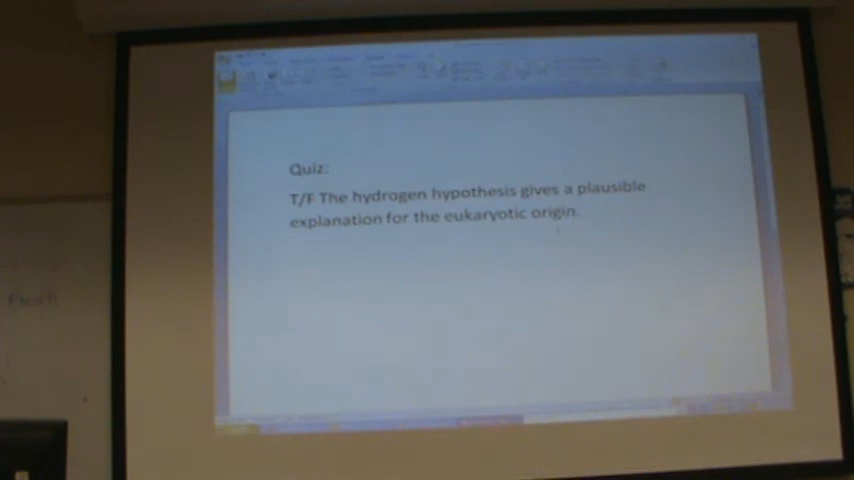 Quiz:
T/F The hydrogen hypothesis gives a plausible
explanation for the eukaryotic origin.